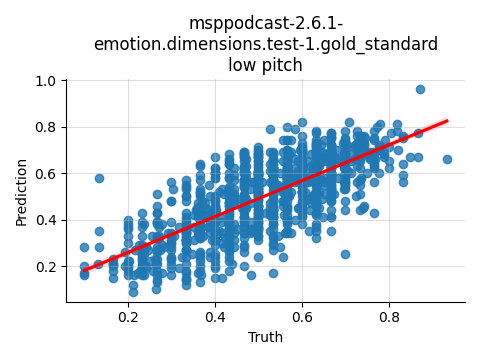 msppodcast-2.6.1-
emotion.dimensions.test-1.gold_standard
low pitch
1.0
0.8
0.6
0.4
0.2
Prediction
0.2
0.4
0.6
0.8
Truth